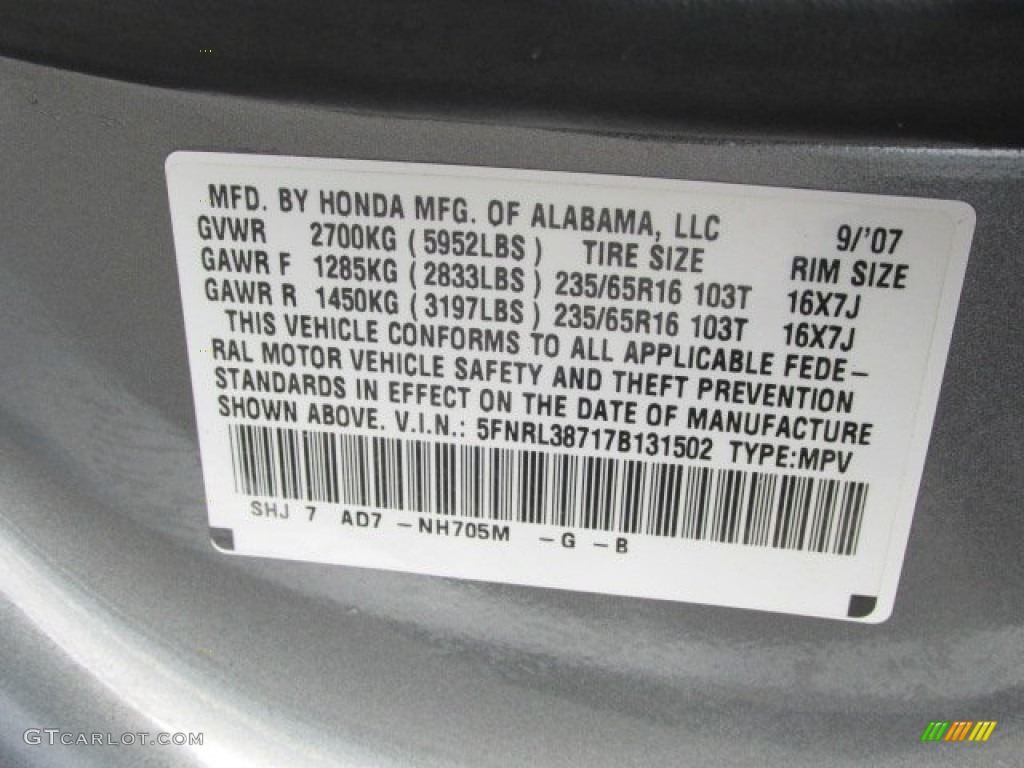 MFD. BY HONDA MFG. OF ALABAMA, LLC 9/'07
GVWR 2700KG (5952LBS) TIRE SIZE RIM SIZE
GAWR F 1285KG (2833LBS) 235/65R16 103T 16X7J
GAWR R 1450KG (3197LBS) 235/65R16 103T 16X7J
THIS VEHICLE CONFORMS TO ALL APPLICABLE FEDE-
RAL MOTOR VEHICLE SAFETY AND THEFT PREVENTION
STANDARDS IN EFFECT ON THE DATE OF MANUFACTURE
SHOWN ABOVE. V.I.N.: 5FNRL38717B131502 TYPE:MPV
SHJ 7 AD7 -NH705M -G -B
GTCARLOT.COM